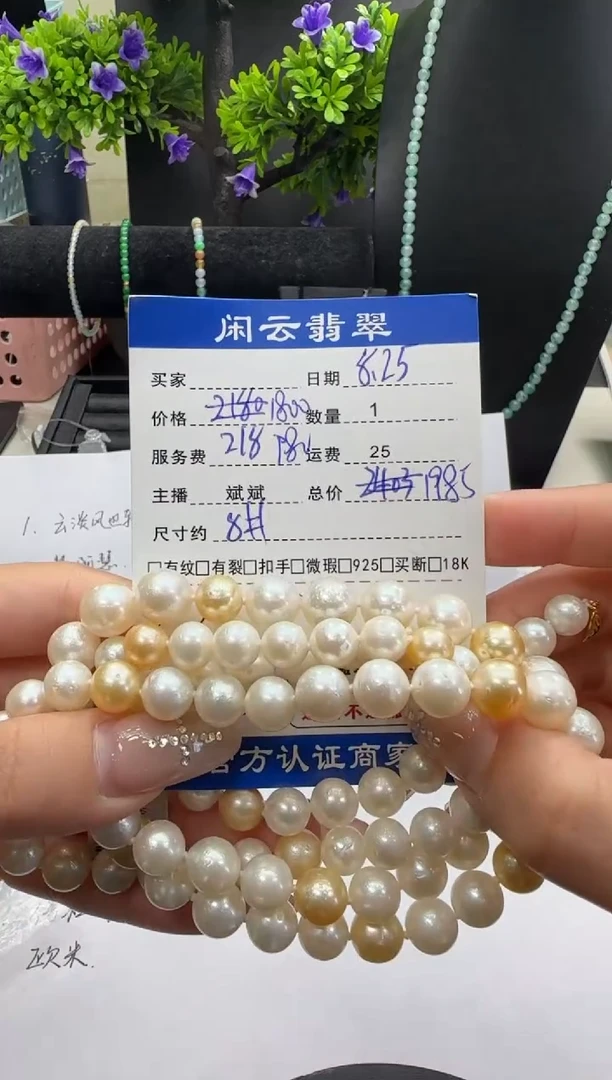 闲云翡翠
买家 日期 8.25
价格 2180 1800 数量 1
服务费 218 180 运费 25
主播 斌斌 总价 2403 1985
尺寸约 8#
□有纹□有裂□扣手□微瑕□925□买断□18K
官方认证商家
1. 云淡风
欧米.